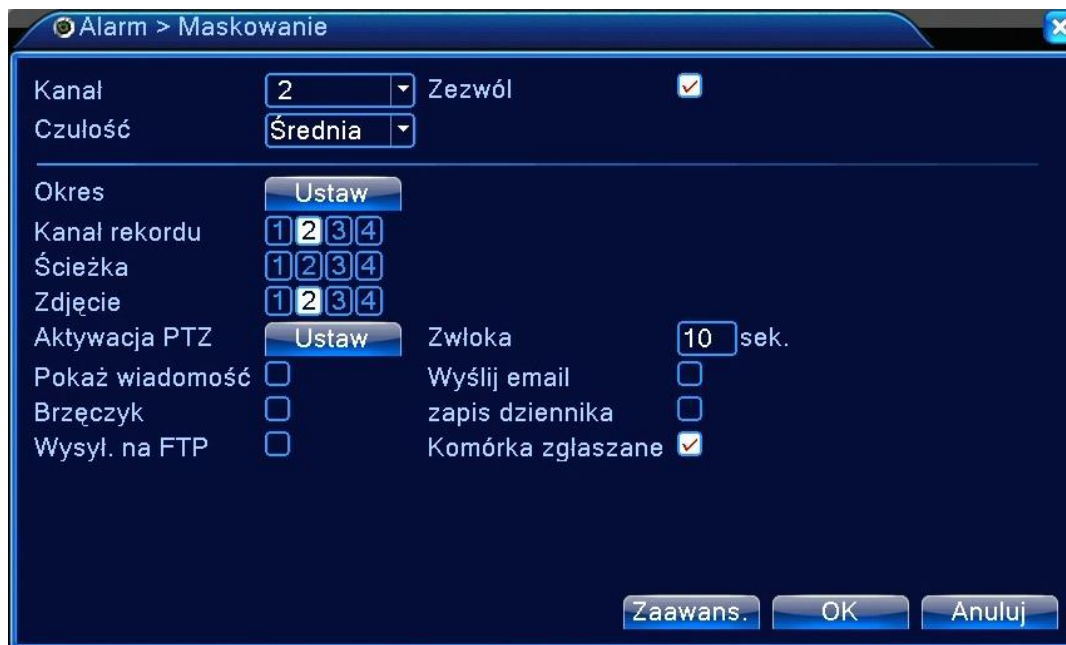 Alarm > Maskowanie
Kanał 2 Zezwól
Czułość Średnia
Okres Ustaw
Kanał rekordu 1 2 3 4
Ścieżka 1 2 3 4
Zdjęcie 1 2 3 4
Aktywacja PTZ Ustaw Zwłoka 10 sek.
Pokaż wiadomość Wyślij email
Brzęczyk zapis dziennika
Wysył. na FTP Komórka zgłaszane
Zaawans. OK Anuluj